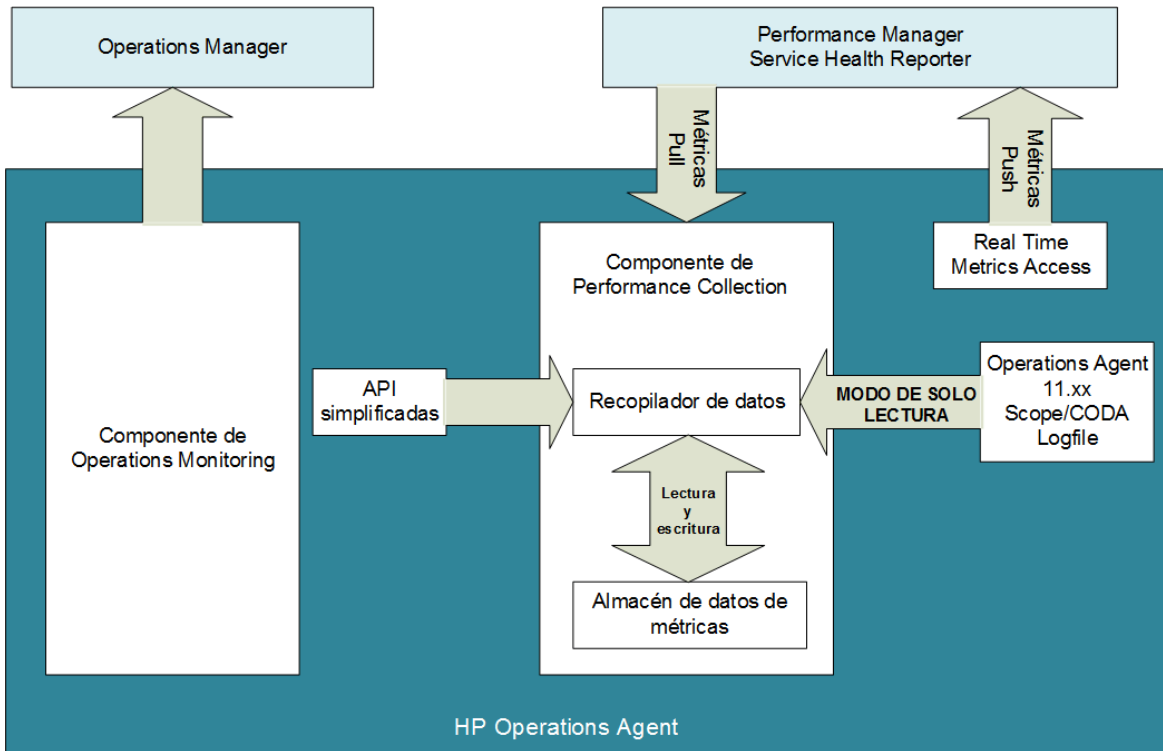 Operations Manager
Performance Manager
Service Health Reporter
Métricas
Pull
Métricas
Push
Real Time
Metrics Access
Componente de
Performance Collection
API
simplificadas
Recopilador de datos
MODO DE SOLO
LECTURA
Operations Agent
11.xx
Scope/CODA
Logfile
Componente de
Operations Monitoring
Lectura
y
escritura
Almacén de datos de
métricas
HP Operations Agent